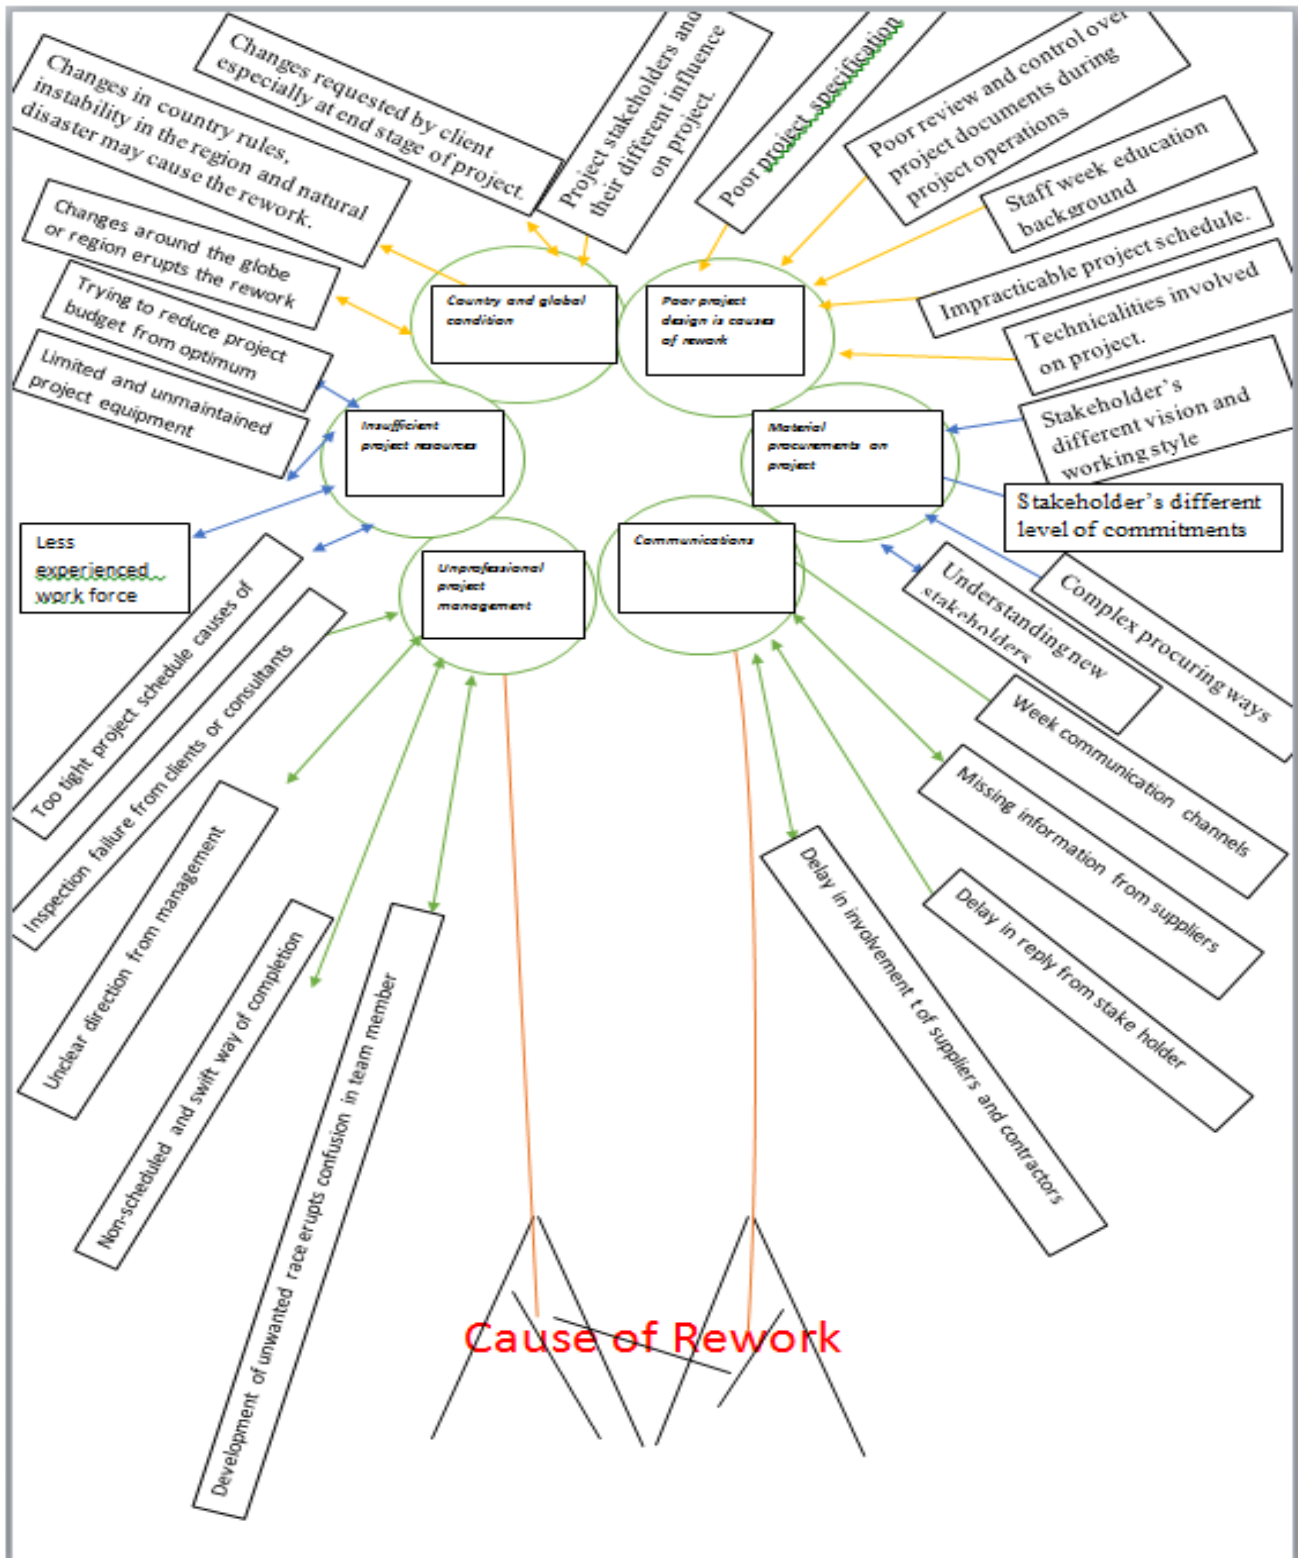 Changes requested by client
especially at end stage of project.
Changes in country rules,
instability in the region and natural
disaster may cause the rework.
Changes around the globe
or region erupts the rework
Trying to reduce project
budget from optimum
Limited and unmaintained
project equipment
Less
experienced
work force
Project stakeholders and
their different influence
on project.
Poor project specification
Poor review and control over
project documents during
project operations
Staff week education
background
Impracticable project schedule.
Technicalities involved
on project.
Stakeholder's
different vision and
working style
Stakeholder's different
level of commitments
Understanding new
stakeholders
Complex procuring ways
Country and global
condition
Poor project
design is causes
of rework
Insufficient
project resources
Material
procurements on
project
Unprofessional
project
management
Communications
Too tight project schedule causes of
Inspection failure from clients or consultants
Unclear direction from management
Non-scheduled and swift way of completion
Development of unwanted race erupts confusion in team member
Week communication channels
Missing information from suppliers
Delay in reply from stake holder
Delay in involvement t of suppliers and contractors
Cause of Rework